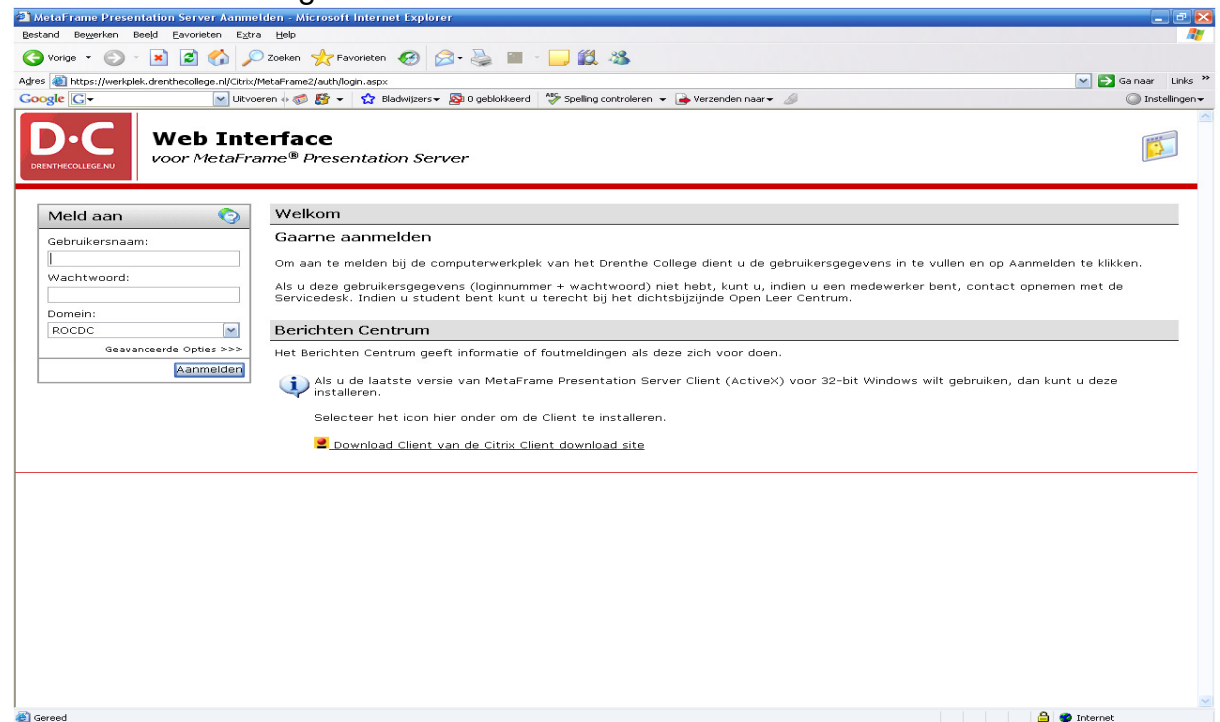 MetaFrame Presentation Server Aanmelden - Microsoft Internet Explorer
Bestand Bewerken Beeld Favorieten Extra Help
Vorige Zoeken Favorieten
Adres https://werkplek.drenthecollege.nl/Citrix/MetaFrame2/auth/login.aspx Ga naar Links »
Google G Uitvoeren Bladwijzers 0 geblokkeerd Spelling controleren Verzenden naar Instellingen
D·C
DRENTHECOLLEGE.NU
Web Interface
voor MetaFrame® Presentation Server
Meld aan
Gebruikersnaam:
Wachtwoord:
Domein:
ROCDC
Geavanceerde Opties >>>
Aanmelden
Welkom
Gaarne aanmelden
Om aan te melden bij de computerwerkplek van het Drenthe College dient u de gebruikersgegevens in te vullen en op Aanmelden te klikken.
Als u deze gebruikersgegevens (loginnummer + wachtwoord) niet hebt, kunt u, indien u een medewerker bent, contact opnemen met de
Servicedesk. Indien u student bent kunt u terecht bij het dichtsbijzijnde Open Leer Centrum.
Berichten Centrum
Het Berichten Centrum geeft informatie of foutmeldingen als deze zich voor doen.
Als u de laatste versie van MetaFrame Presentation Server Client (ActiveX) voor 32-bit Windows wilt gebruiken, dan kunt u deze
installeren.
Selecteer het icon hier onder om de Client te installeren.
Download Client van de Citrix Client download site
Gereed Internet